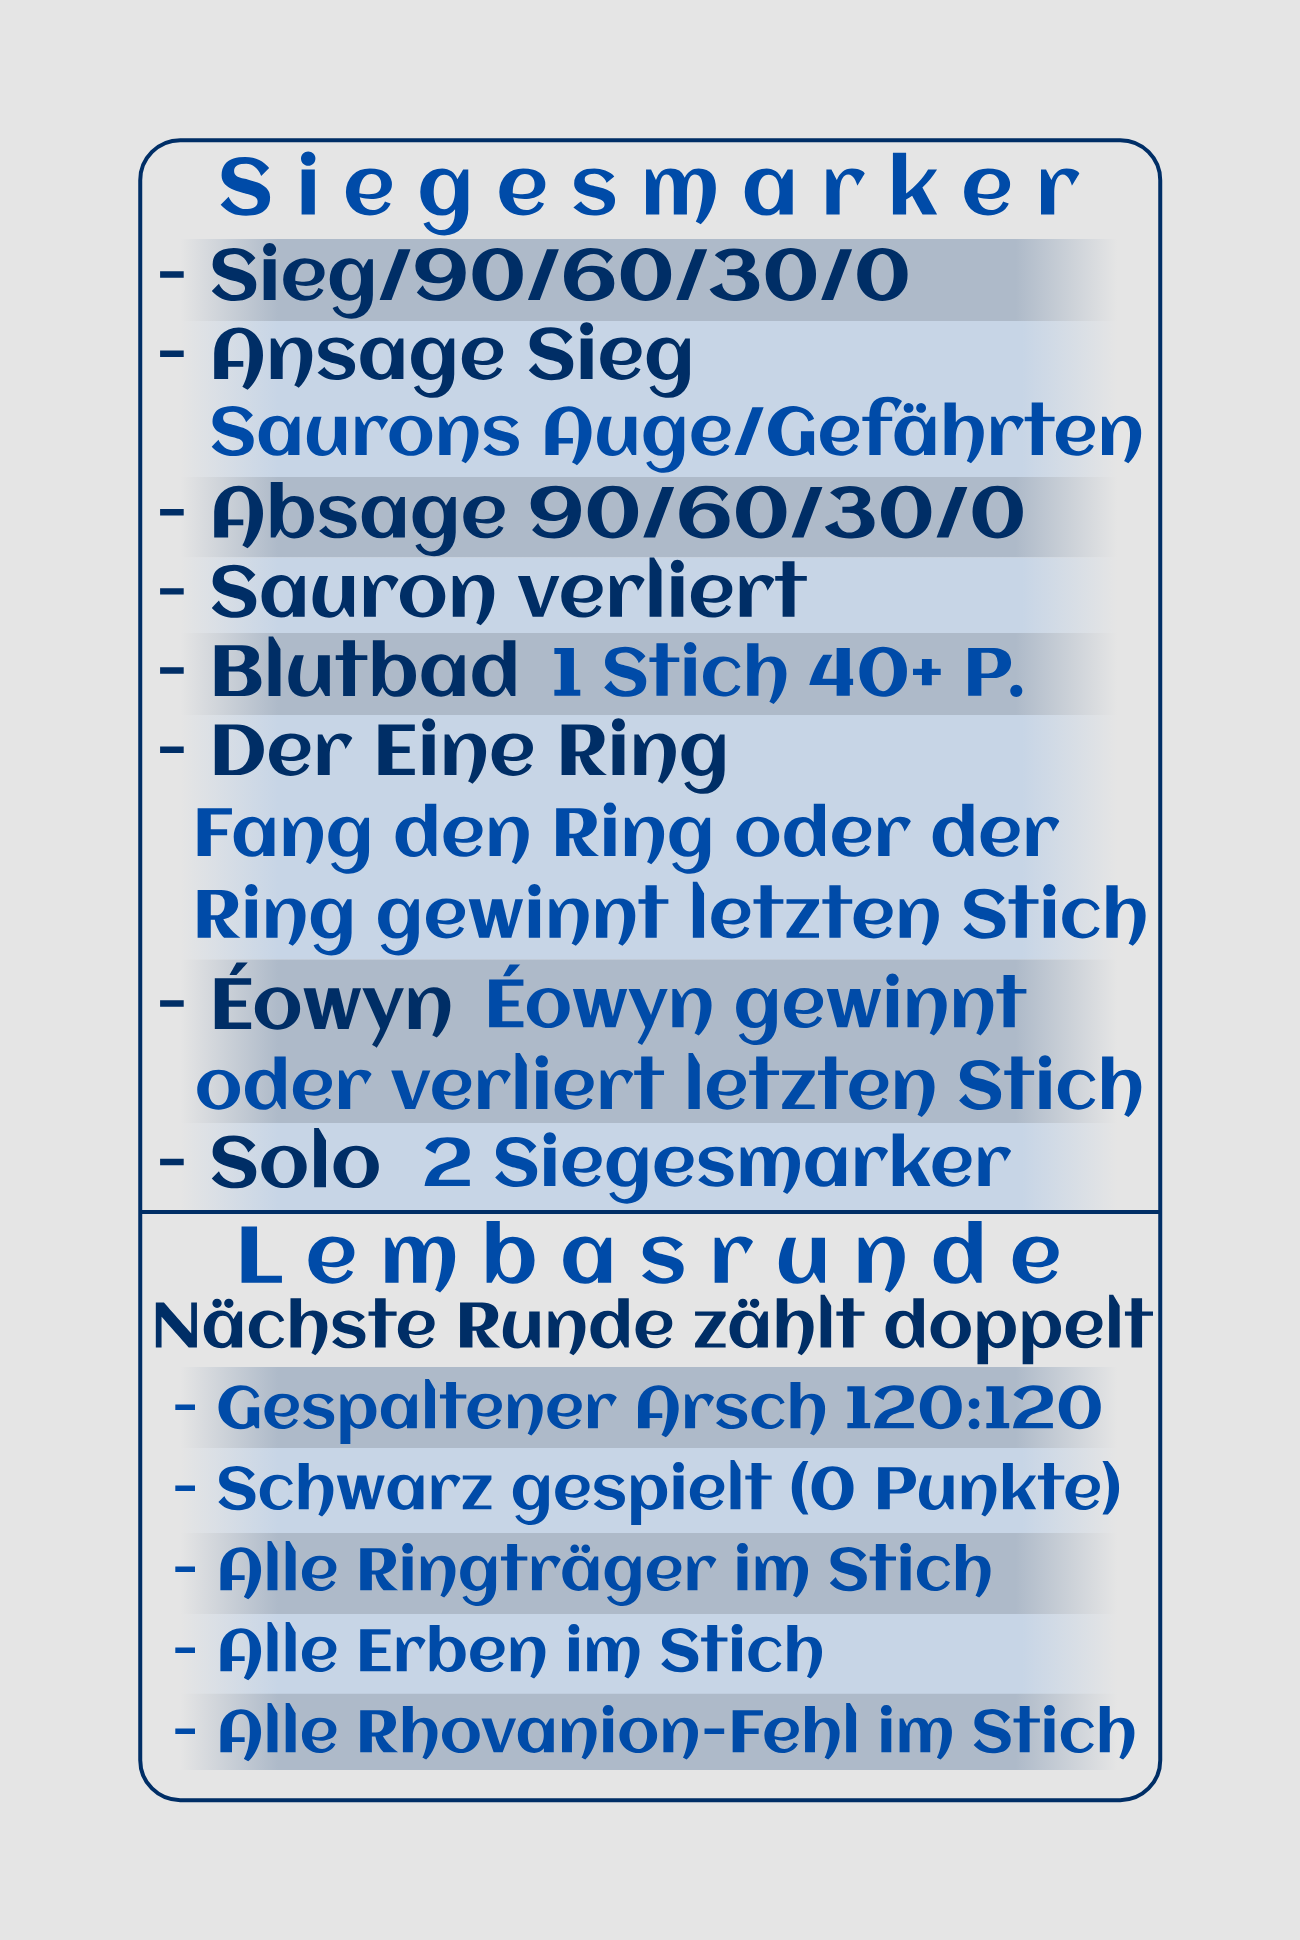 Siegesmarker
- Sieg/90/60/30/0
- Ansage Sieg
Saurons Auge/Gefährten
- Absage 90/60/30/0
- Sauron verliert
- Blutbad 1 Stich 40+ P.
- Der Eine Ring
Fang den Ring oder der
Ring gewinnt letzten Stich
- Éowyn Éowyn gewinnt
oder verliert letzten Stich
- Solo 2 Siegesmarker
Lembasrunde
Nächste Runde zählt doppelt
- Gespaltener Arsch 120:120
- Schwarz gespielt (0 Punkte)
- Alle Ringträger im Stich
- Alle Erben im Stich
- Alle Rhovanion-Fehl im Stich